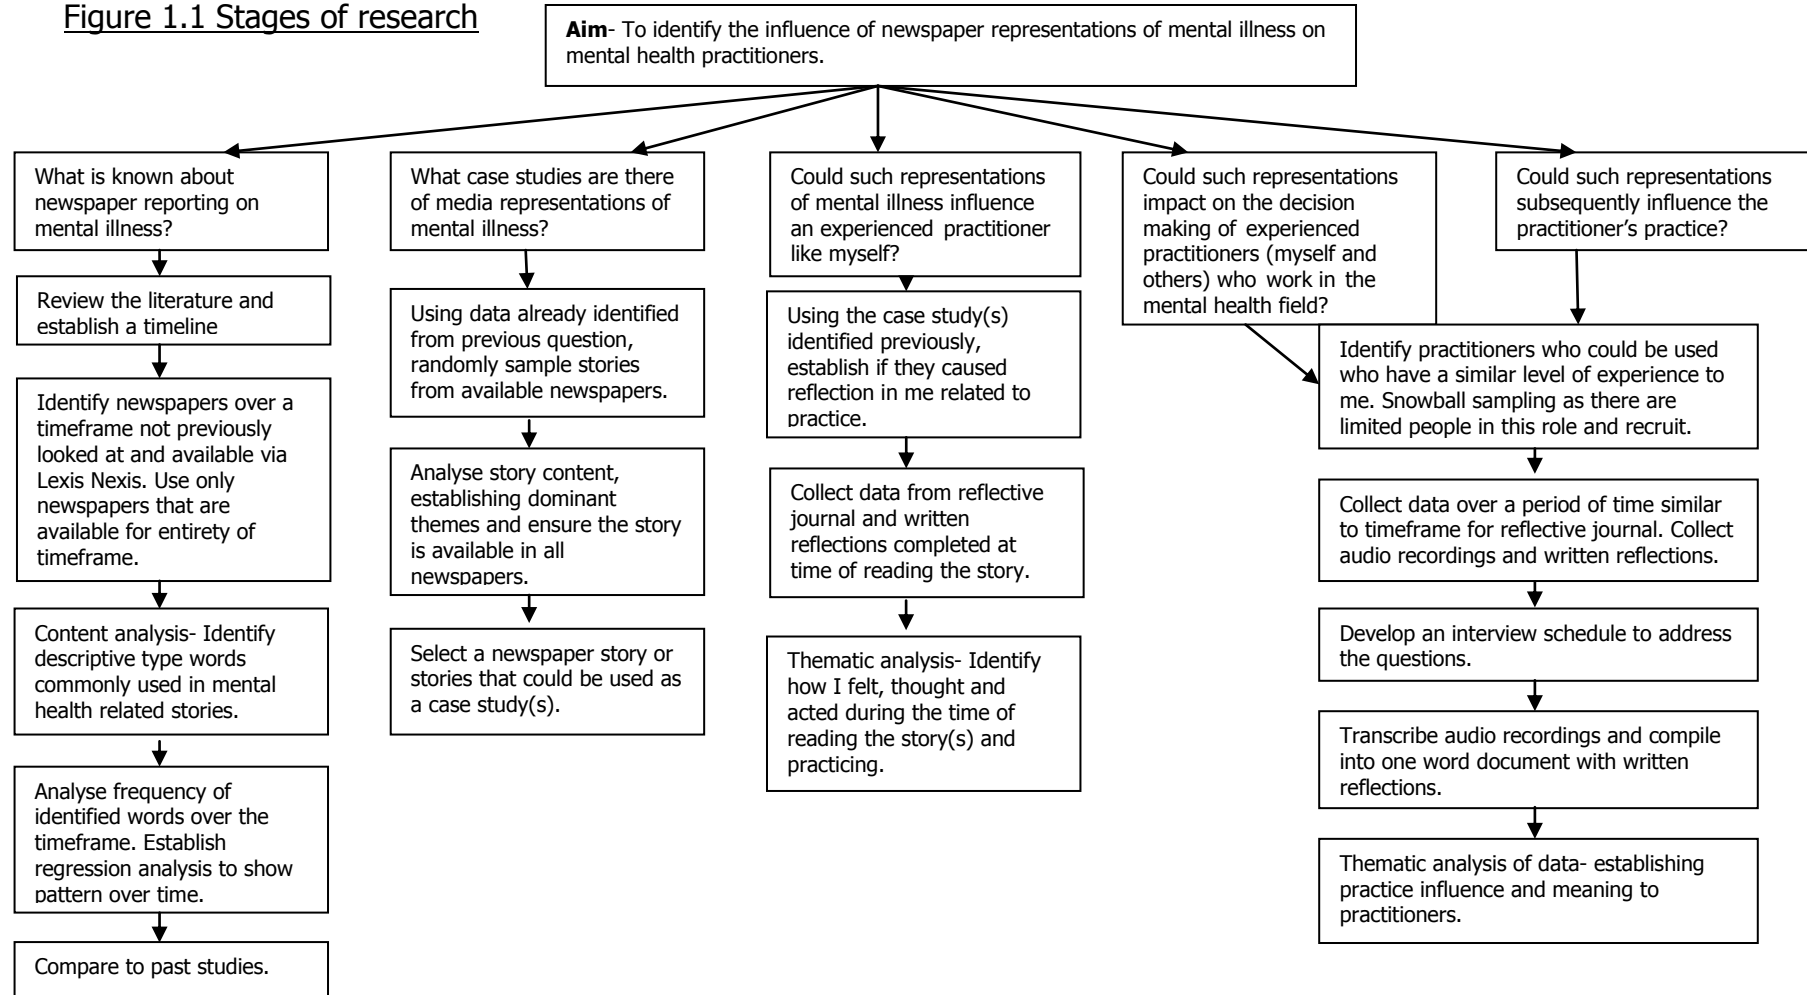 Figure 1.1 Stages of research
Aim- To identify the influence of newspaper representations of mental illness on
mental health practitioners.
What is known about
newspaper reporting on
mental illness?
Review the literature and
establish a timeline
Identify newspapers over a
timeframe not previously
looked at and available via
Lexis Nexis. Use only
newspapers that are
available for entirety of
timeframe.
Content analysis- Identify
descriptive type words
commonly used in mental
health related stories.
Analyse frequency of
identified words over the
timeframe. Establish
regression analysis to show
pattern over time.
Compare to past studies.
What case studies are there
of media representations of
mental illness?
Using data already identified
from previous question,
randomly sample stories
from available newspapers.
Analyse story content,
establishing dominant
themes and ensure the story
is available in all
newspapers.
Select a newspaper story or
stories that could be used as
a case study(s).
Could such representations
of mental illness influence
an experienced practitioner
like myself?
Using the case study(s)
identified previously,
establish if they caused
reflection in me related to
practice.
Collect data from reflective
journal and written
reflections completed at
time of reading the story.
Thematic analysis- Identify
how I felt, thought and
acted during the time of
reading the story(s) and
practicing.
Could such representations
impact on the decision
making of experienced
practitioners (myself and
others) who work in the
mental health field?
Could such representations
subsequently influence the
practitioner's practice?
Identify practitioners who could be used
who have a similar level of experience to
me. Snowball sampling as there are
limited people in this role and recruit.
Collect data over a period of time similar
to timeframe for reflective journal. Collect
audio recordings and written reflections.
Develop an interview schedule to address
the questions.
Transcribe audio recordings and compile
into one word document with written
reflections.
Thematic analysis of data- establishing
practice influence and meaning to
practitioners.